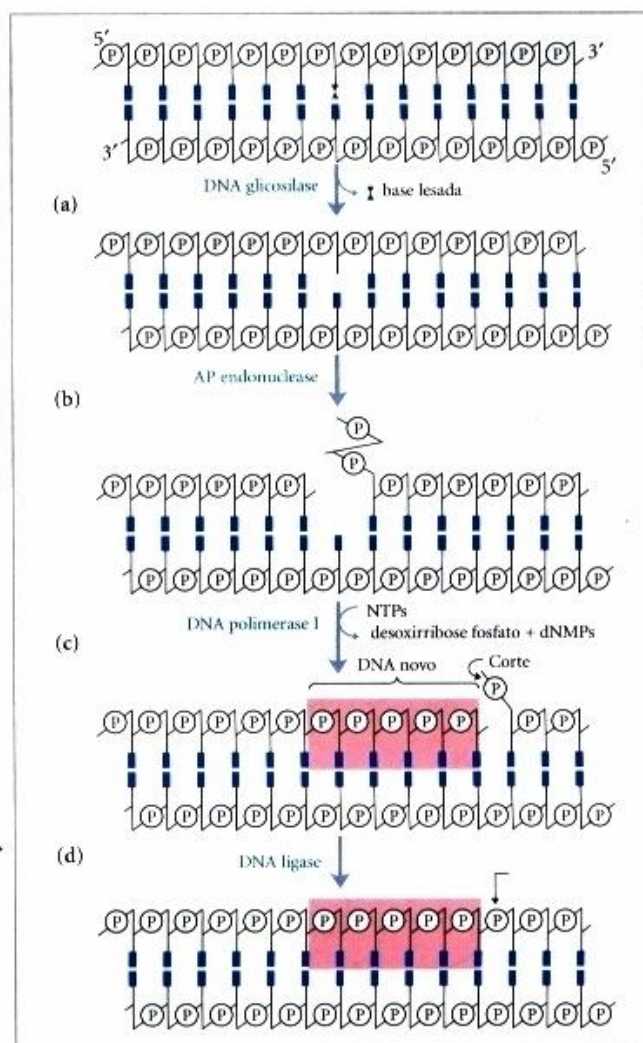 5′ P P P P P P P P P P P P P P P 3′
3′ P P P P P P P P P P P P P P P 5′
DNA glicosilase
base lesada
(a)
P P P P P P P P P P P P P P P
P P P P P P P P P P P P P P P
AP endonuclease
(b)
P
P
P P P P P P P P P P P P P
P P P P P P P P P P P P P P P
NTPs
DNA polimerase I
desoxirribose fosfato + dNMPs
(c)
DNA novo
Corte
P
P P P P P P P P P P P P P P
P P P P P P P P P P P P P P P
(d)
DNA ligase
P P P P P P P P P P P P P P P
P P P P P P P P P P P P P P P